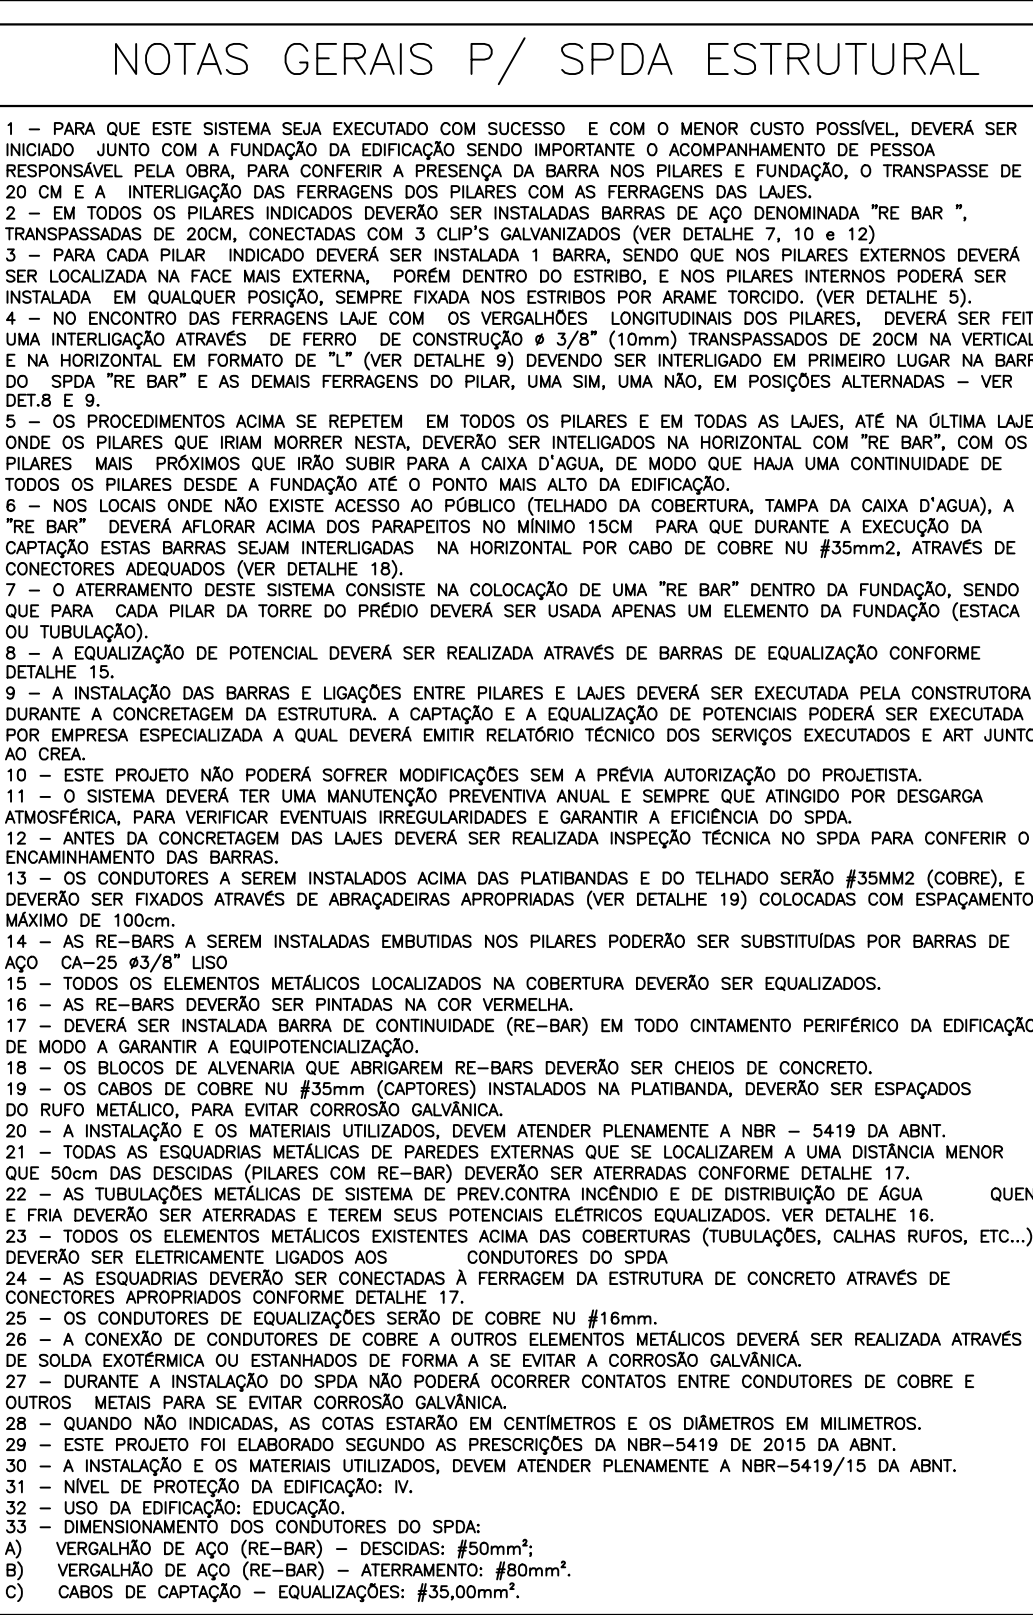 NOTAS GERAIS P/ SPDA ESTRUTURAL
1 – PARA QUE ESTE SISTEMA SEJA EXECUTADO COM SUCESSO E COM O MENOR CUSTO POSSÍVEL, DEVERÁ SER
INICIADO JUNTO COM A FUNDAÇÃO DA EDIFICAÇÃO SENDO IMPORTANTE O ACOMPANHAMENTO DE PESSOA
RESPONSÁVEL PELA OBRA, PARA CONFERIR A PRESENÇA DA BARRA NOS PILARES E FUNDAÇÃO, O TRANSPASSE DE
20 CM E A INTERLIGAÇÃO DAS FERRAGENS DOS PILARES COM AS FERRAGENS DAS LAJES.
2 – EM TODOS OS PILARES INDICADOS DEVERÃO SER INSTALADAS BARRAS DE AÇO DENOMINADA "RE BAR ",
TRANSPASSADAS DE 20CM, CONECTADAS COM 3 CLIP'S GALVANIZADOS (VER DETALHE 7, 10 e 12)
3 – PARA CADA PILAR INDICADO DEVERÁ SER INSTALADA 1 BARRA, SENDO QUE NOS PILARES EXTERNOS DEVERÁ
SER LOCALIZADA NA FACE MAIS EXTERNA, PORÉM DENTRO DO ESTRIBO, E NOS PILARES INTERNOS PODERÁ SER
INSTALADA EM QUALQUER POSIÇÃO, SEMPRE FIXADA NOS ESTRIBOS POR ARAME TORCIDO. (VER DETALHE 5).
4 – NO ENCONTRO DAS FERRAGENS LAJE COM OS VERGALHÕES LONGITUDINAIS DOS PILARES, DEVERÁ SER FEIT
UMA INTERLIGAÇÃO ATRAVÉS DE FERRO DE CONSTRUÇÃO ø 3/8" (10mm) TRANSPASSADOS DE 20CM NA VERTICAL
E NA HORIZONTAL EM FORMATO DE "L" (VER DETALHE 9) DEVENDO SER INTERLIGADO EM PRIMEIRO LUGAR NA BARR
DO SPDA "RE BAR" E AS DEMAIS FERRAGENS DO PILAR, UMA SIM, UMA NÃO, EM POSIÇÕES ALTERNADAS – VER
DET.8 E 9.
5 – OS PROCEDIMENTOS ACIMA SE REPETEM EM TODOS OS PILARES E EM TODAS AS LAJES, ATÉ NA ÚLTIMA LAJE
ONDE OS PILARES QUE IRIAM MORRER NESTA, DEVERÃO SER INTELIGADOS NA HORIZONTAL COM "RE BAR", COM OS
PILARES MAIS PRÓXIMOS QUE IRÃO SUBIR PARA A CAIXA D'AGUA, DE MODO QUE HAJA UMA CONTINUIDADE DE
TODOS OS PILARES DESDE A FUNDAÇÃO ATÉ O PONTO MAIS ALTO DA EDIFICAÇÃO.
6 – NOS LOCAIS ONDE NÃO EXISTE ACESSO AO PÚBLICO (TELHADO DA COBERTURA, TAMPA DA CAIXA D'AGUA), A
"RE BAR" DEVERÁ AFLORAR ACIMA DOS PARAPEITOS NO MÍNIMO 15CM PARA QUE DURANTE A EXECUÇÃO DA
CAPTAÇÃO ESTAS BARRAS SEJAM INTERLIGADAS NA HORIZONTAL POR CABO DE COBRE NU #35mm2, ATRAVÉS DE
CONECTORES ADEQUADOS (VER DETALHE 18).
7 – O ATERRAMENTO DESTE SISTEMA CONSISTE NA COLOCAÇÃO DE UMA "RE BAR" DENTRO DA FUNDAÇÃO, SENDO
QUE PARA CADA PILAR DA TORRE DO PRÉDIO DEVERÁ SER USADA APENAS UM ELEMENTO DA FUNDAÇÃO (ESTACA
OU TUBULAÇÃO).
8 – A EQUALIZAÇÃO DE POTENCIAL DEVERÁ SER REALIZADA ATRAVÉS DE BARRAS DE EQUALIZAÇÃO CONFORME
DETALHE 15.
9 – A INSTALAÇÃO DAS BARRAS E LIGAÇÕES ENTRE PILARES E LAJES DEVERÁ SER EXECUTADA PELA CONSTRUTORA
DURANTE A CONCRETAGEM DA ESTRUTURA. A CAPTAÇÃO E A EQUALIZAÇÃO DE POTENCIAIS PODERÁ SER EXECUTADA
POR EMPRESA ESPECIALIZADA A QUAL DEVERÁ EMITIR RELATÓRIO TÉCNICO DOS SERVIÇOS EXECUTADOS E ART JUNTO
AO CREA.
10 – ESTE PROJETO NÃO PODERÁ SOFRER MODIFICAÇÕES SEM A PRÉVIA AUTORIZAÇÃO DO PROJETISTA.
11 – O SISTEMA DEVERÁ TER UMA MANUTENÇÃO PREVENTIVA ANUAL E SEMPRE QUE ATINGIDO POR DESGARGA
ATMOSFÉRICA, PARA VERIFICAR EVENTUAIS IRREGULARIDADES E GARANTIR A EFICIÊNCIA DO SPDA.
12 – ANTES DA CONCRETAGEM DAS LAJES DEVERÁ SER REALIZADA INSPEÇÃO TÉCNICA NO SPDA PARA CONFERIR O
ENCAMINHAMENTO DAS BARRAS.
13 – OS CONDUTORES A SEREM INSTALADOS ACIMA DAS PLATIBANDAS E DO TELHADO SERÃO #35MM2 (COBRE), E
DEVERÃO SER FIXADOS ATRAVÉS DE ABRAÇADEIRAS APROPRIADAS (VER DETALHE 19) COLOCADAS COM ESPAÇAMENTO
MÁXIMO DE 100cm.
14 – AS RE–BARS A SEREM INSTALADAS EMBUTIDAS NOS PILARES PODERÃO SER SUBSTITUÍDAS POR BARRAS DE
AÇO CA–25 ø3/8" LISO
15 – TODOS OS ELEMENTOS METÁLICOS LOCALIZADOS NA COBERTURA DEVERÃO SER EQUALIZADOS.
16 – AS RE–BARS DEVERÃO SER PINTADAS NA COR VERMELHA.
17 – DEVERÁ SER INSTALADA BARRA DE CONTINUIDADE (RE–BAR) EM TODO CINTAMENTO PERIFÉRICO DA EDIFICAÇÃO
DE MODO A GARANTIR A EQUIPOTENCIALIZAÇÃO.
18 – OS BLOCOS DE ALVENARIA QUE ABRIGAREM RE–BARS DEVERÃO SER CHEIOS DE CONCRETO.
19 – OS CABOS DE COBRE NU #35mm (CAPTORES) INSTALADOS NA PLATIBANDA, DEVERÃO SER ESPAÇADOS
DO RUFO METÁLICO, PARA EVITAR CORROSÃO GALVÂNICA.
20 – A INSTALAÇÃO E OS MATERIAIS UTILIZADOS, DEVEM ATENDER PLENAMENTE A NBR – 5419 DA ABNT.
21 – TODAS AS ESQUADRIAS METÁLICAS DE PAREDES EXTERNAS QUE SE LOCALIZAREM A UMA DISTÂNCIA MENOR
QUE 50cm DAS DESCIDAS (PILARES COM RE–BAR) DEVERÃO SER ATERRADAS CONFORME DETALHE 17.
22 – AS TUBULAÇÕES METÁLICAS DE SISTEMA DE PREV.CONTRA INCÊNDIO E DE DISTRIBUIÇÃO DE ÁGUA QUEN
E FRIA DEVERÃO SER ATERRADAS E TEREM SEUS POTENCIAIS ELÉTRICOS EQUALIZADOS. VER DETALHE 16.
23 – TODOS OS ELEMENTOS METÁLICOS EXISTENTES ACIMA DAS COBERTURAS (TUBULAÇÕES, CALHAS RUFOS, ETC...)
DEVERÃO SER ELETRICAMENTE LIGADOS AOS CONDUTORES DO SPDA
24 – AS ESQUADRIAS DEVERÃO SER CONECTADAS À FERRAGEM DA ESTRUTURA DE CONCRETO ATRAVÉS DE
CONECTORES APROPRIADOS CONFORME DETALHE 17.
25 – OS CONDUTORES DE EQUALIZAÇÕES SERÃO DE COBRE NU #16mm.
26 – A CONEXÃO DE CONDUTORES DE COBRE A OUTROS ELEMENTOS METÁLICOS DEVERÁ SER REALIZADA ATRAVÉS
DE SOLDA EXOTÉRMICA OU ESTANHADOS DE FORMA A SE EVITAR A CORROSÃO GALVÂNICA.
27 – DURANTE A INSTALAÇÃO DO SPDA NÃO PODERÁ OCORRER CONTATOS ENTRE CONDUTORES DE COBRE E
OUTROS METAIS PARA SE EVITAR CORROSÃO GALVÂNICA.
28 – QUANDO NÃO INDICADAS, AS COTAS ESTARÃO EM CENTÍMETROS E OS DIÂMETROS EM MILIMETROS.
29 – ESTE PROJETO FOI ELABORADO SEGUNDO AS PRESCRIÇÕES DA NBR–5419 DE 2015 DA ABNT.
30 – A INSTALAÇÃO E OS MATERIAIS UTILIZADOS, DEVEM ATENDER PLENAMENTE A NBR–5419/15 DA ABNT.
31 – NÍVEL DE PROTEÇÃO DA EDIFICAÇÃO: IV.
32 – USO DA EDIFICAÇÃO: EDUCAÇÃO.
33 – DIMENSIONAMENTO DOS CONDUTORES DO SPDA:
A) VERGALHÃO DE AÇO (RE–BAR) – DESCIDAS: #50mm²;
B) VERGALHÃO DE AÇO (RE–BAR) – ATERRAMENTO: #80mm².
C) CABOS DE CAPTAÇÃO – EQUALIZAÇÕES: #35,00mm².